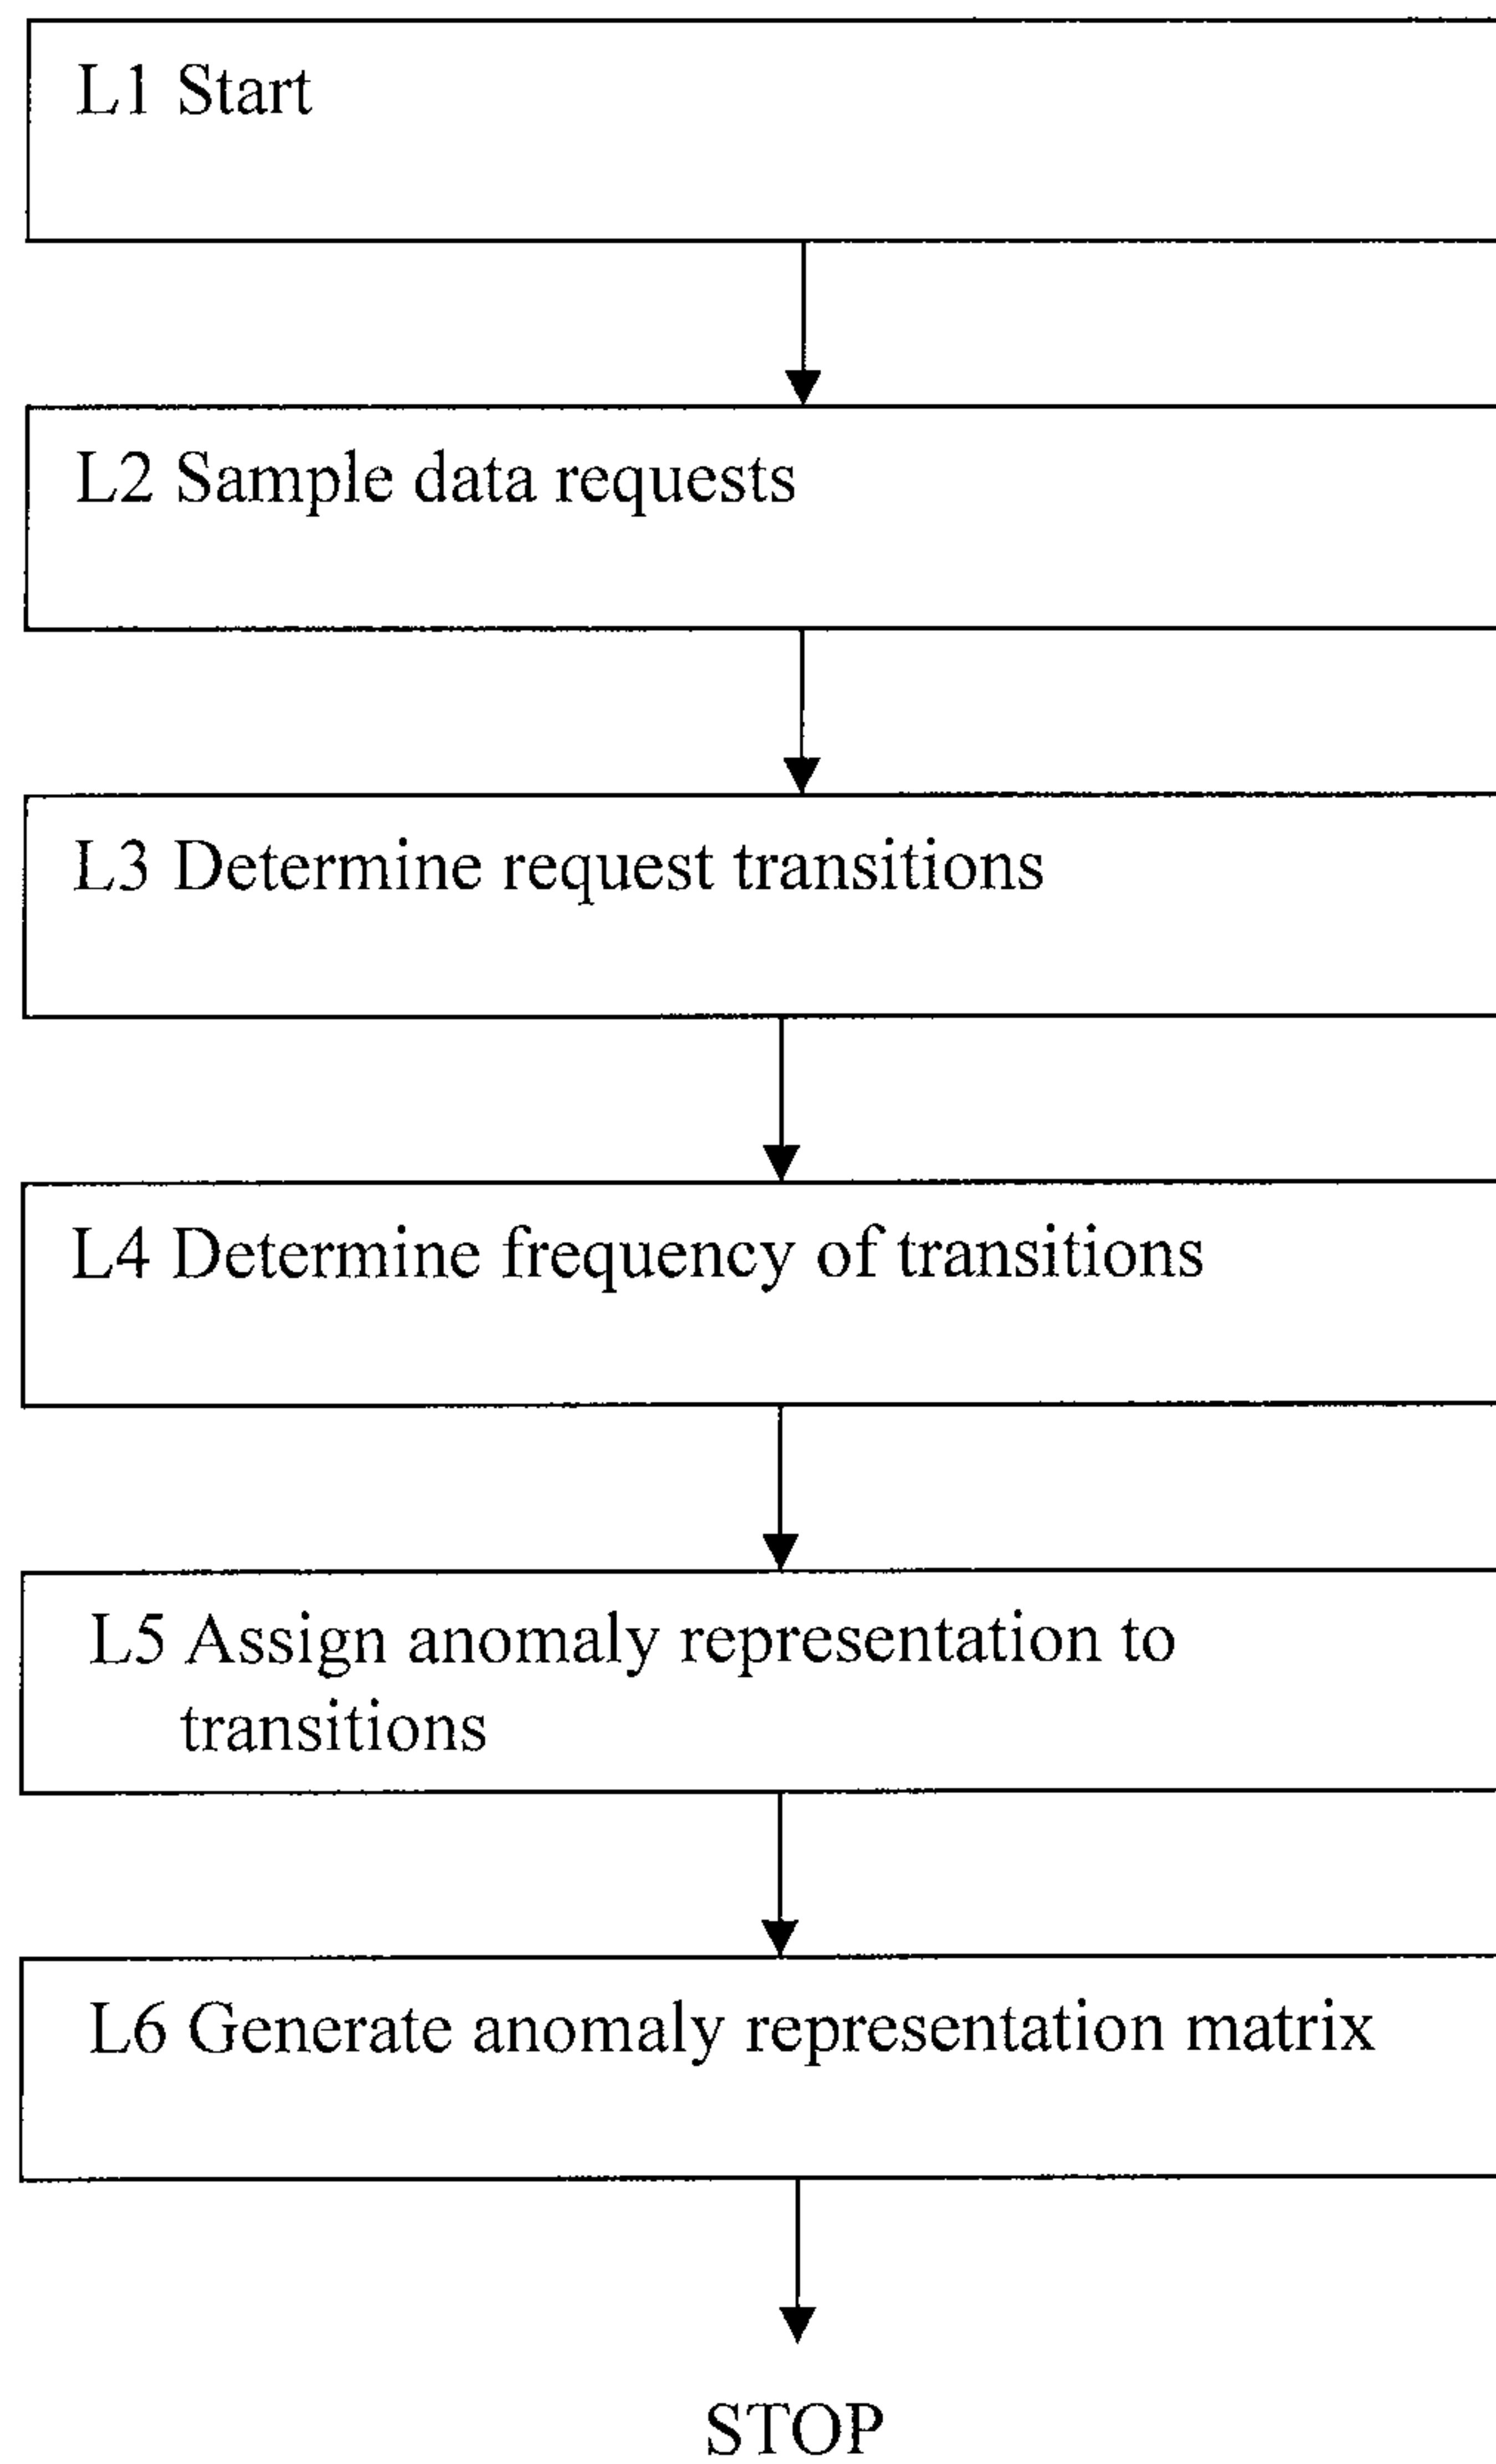 L1 Start
L2 Sample data requests
L3 Determine request transitions
L4 Determine frequency of transitions
L5 Assign anomaly representation to
transitions
L6 Generate anomaly representation matrix
STOP